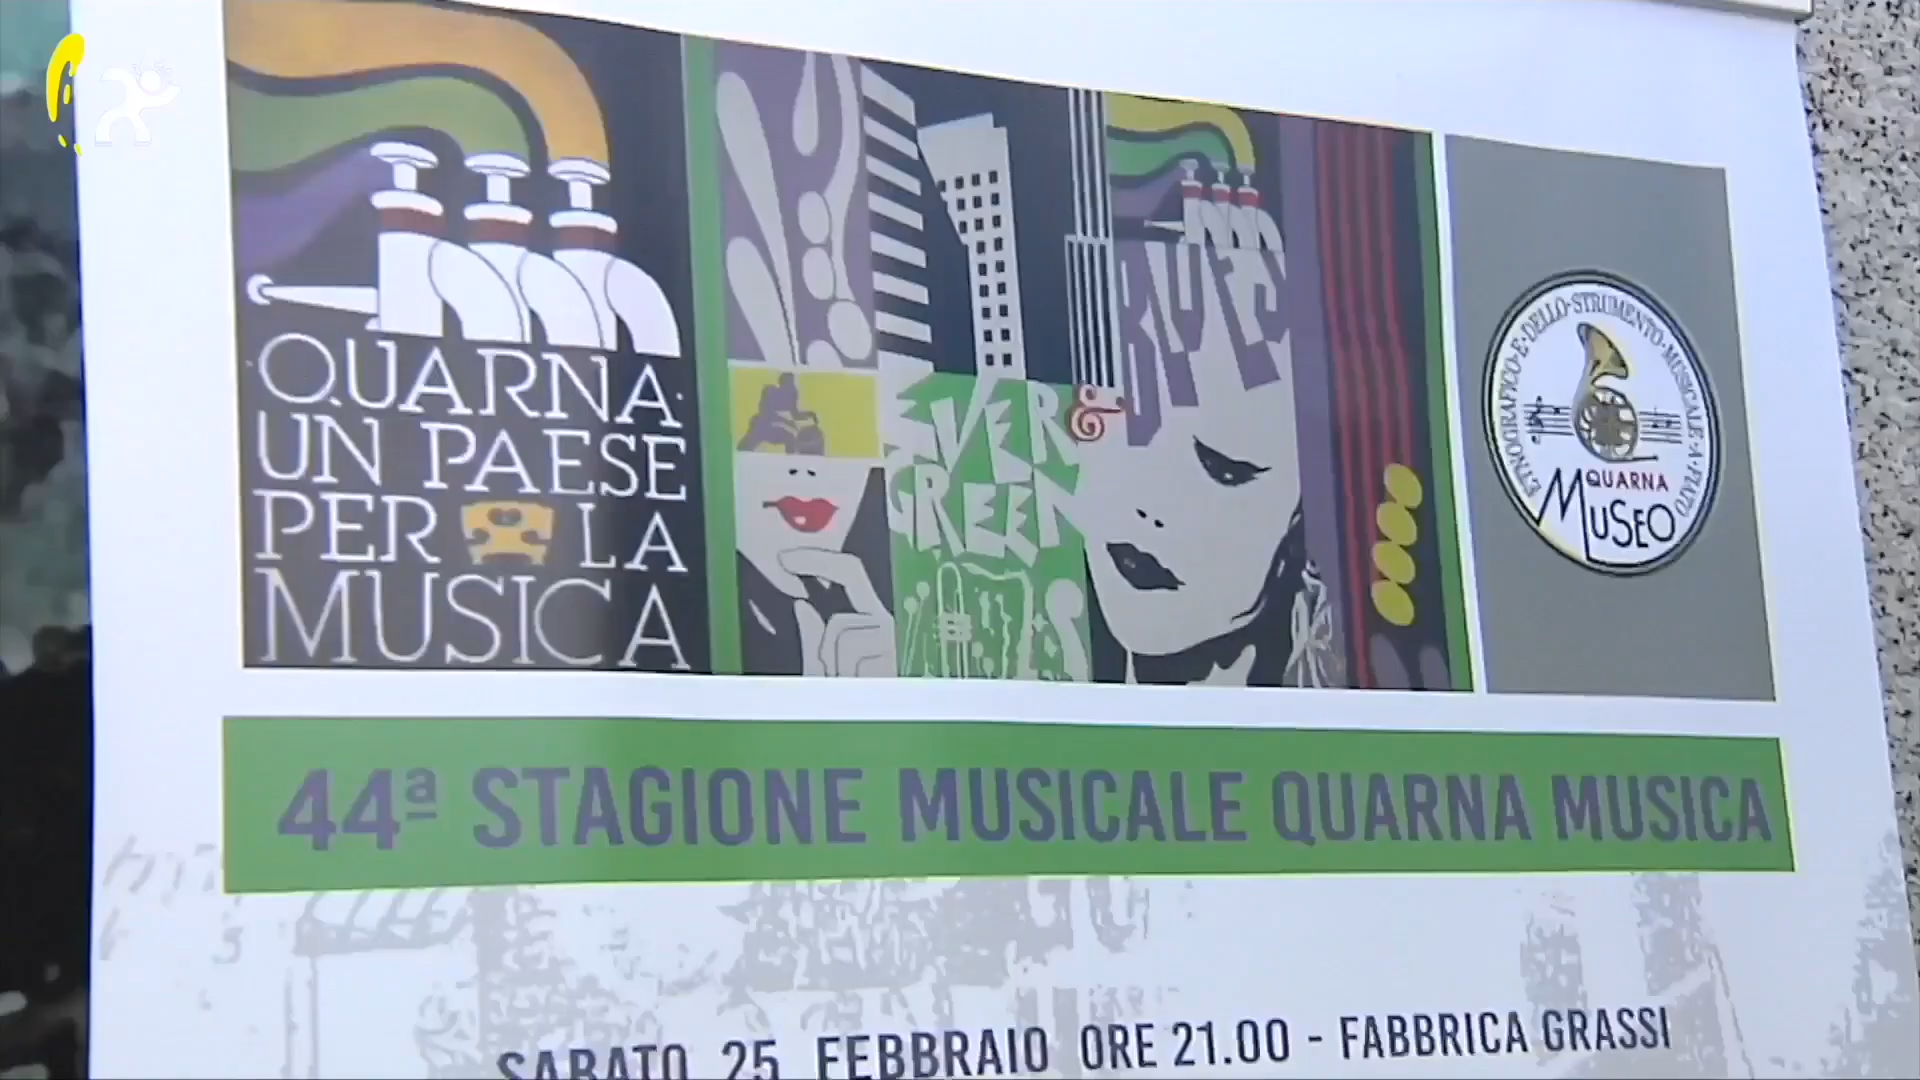 QUARNA
UN PAESE
PER LA
MUSICA
EVER
GREEN
&
BLUES
ETNOGRAFICO·E·DELLO·STRUMENTO·MUSICALE·A·FIATO
QUARNA
MUSEO
44ª STAGIONE MUSICALE QUARNA MUSICA
SABATO 25 FEBBRAIO ORE 21.00 - FABBRICA GRASSI